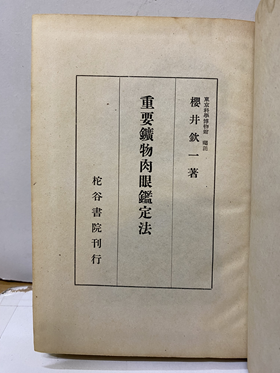 東京科學博物館 囑託
櫻井欽一著
重要鑛物肉眼鑑定法
柁谷書院刊行